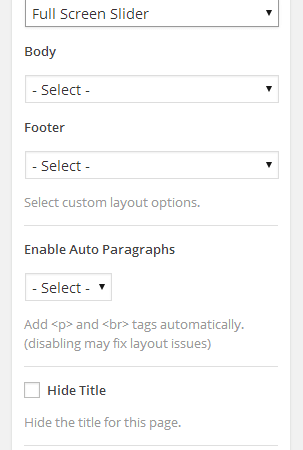 Full Screen Slider
Body
- Select -
Footer
- Select -
Select custom layout options.
Enable Auto Paragraphs
- Select -
Add <p> and <br> tags automatically.
(disabling may fix layout issues)
Hide Title
Hide the title for this page.